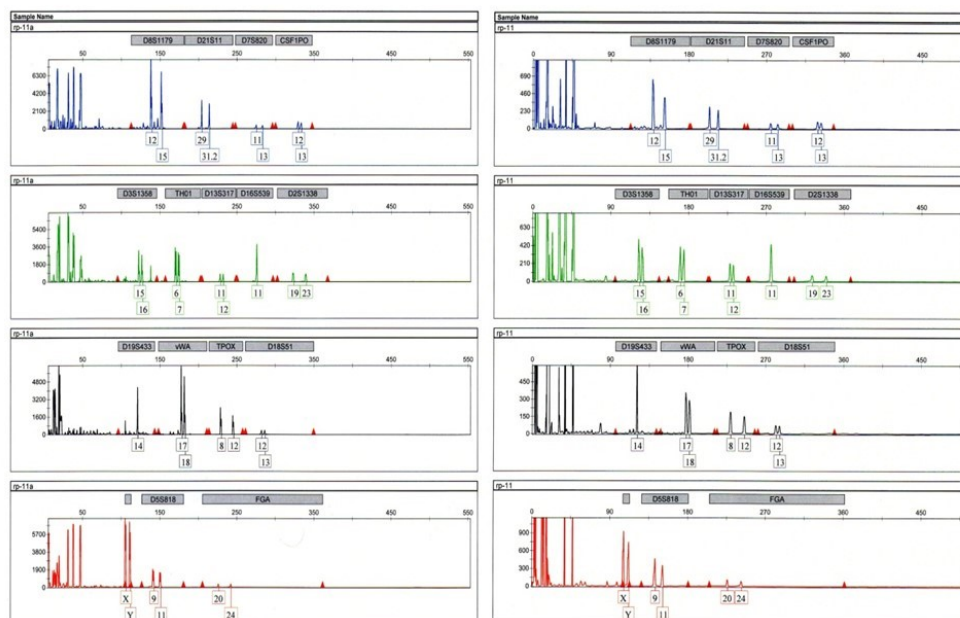 Sample Name
rp-11a
D8S1179 D21S11 D7S820 CSF1PO
50 150 250 350 450 550
6300
4200
2100
0
12 29 11 12
15 31.2 13 13
rp-11a
D3S1358 TH01 D13S317 D16S539 D2S1338
50 150 250 350 450 550
5400
3600
1800
0
15 6 11 11 19 23
16 7 12
rp-11a
D19S433 vWA TPOX D18S51
50 150 250 350 450 550
4800
3200
1600
0
14 17 8 12 12
18 13
rp-11a
D5S818 FGA
50 150 250 350 450 550
5700
3800
1900
0
X 9 20
Y 11 24
Sample Name
rp-11
D8S1179 D21S11 D7S820 CSF1PO
0 90 180 270 360 450
690
460
230
0
12 29 11 12
15 31.2 13 13
rp-11
D3S1358 TH01 D13S317 D16S539 D2S1338
0 90 180 270 360 450
630
420
210
0
15 6 11 11 19 23
16 7 12
rp-11
D19S433 vWA TPOX D18S51
0 90 180 270 360 450
450
300
150
0
14 17 8 12 12
18 13
rp-11
D5S818 FGA
0 90 180 270 360 450
900
600
300
0
X 9 20 24
Y 11